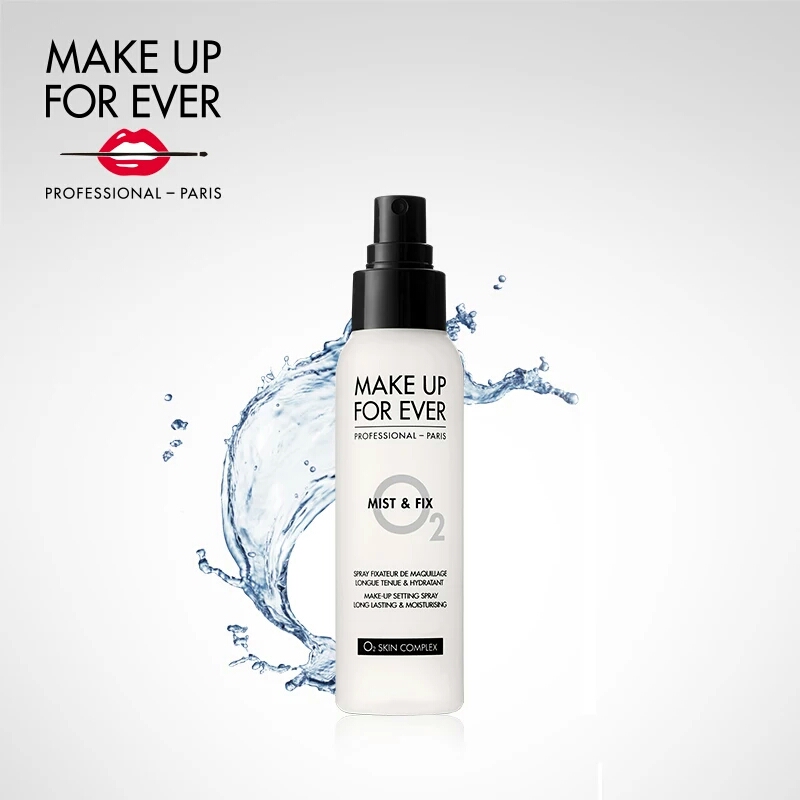 MAKE UP
FOR EVER
PROFESSIONAL – PARIS
MAKE UP
FOR EVER
PROFESSIONAL – PARIS
MIST & FIX
O2
SPRAY FIXATEUR DE MAQUILLAGE
LONGUE TENUE & HYDRATANT
MAKE-UP SETTING SPRAY
LONG LASTING & MOISTURISING
O2 SKIN COMPLEX